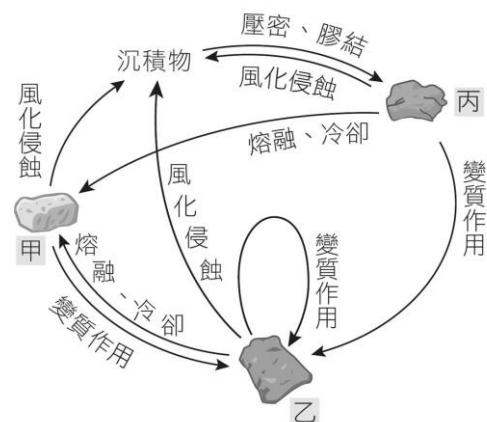 壓密、膠結
沉積物
風化侵蝕
丙
風化侵蝕
熔融、冷卻
變質作用
風化侵蝕
變質作用
甲
熔融、冷卻
變質作用
乙